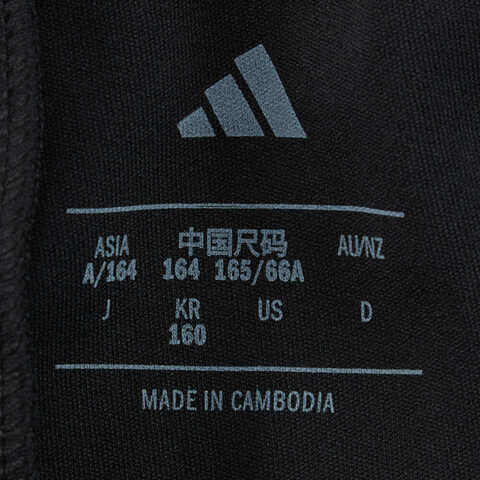 ASIA 中国尺码 AU/NZ
A/164 164 165/66A
J KR US D
160
MADE IN CAMBODIA